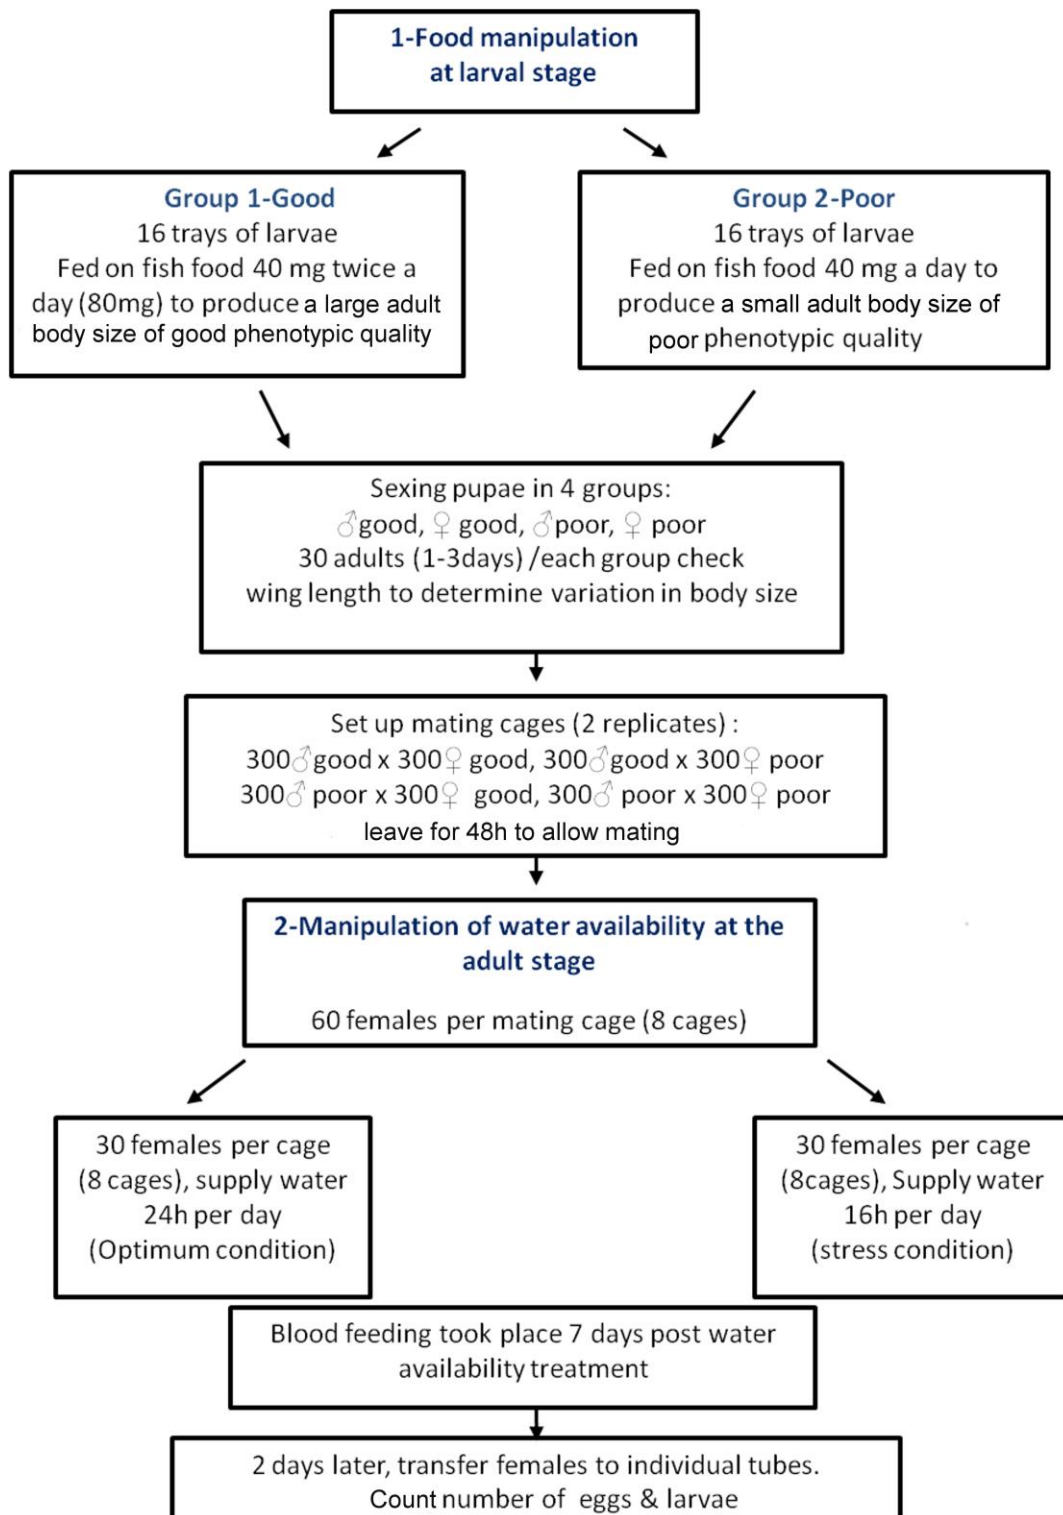 1-Food manipulation
at larval stage
Group 1-Good
16 trays of larvae
Fed on fish food 40 mg twice a
day (80mg) to produce a large adult
body size of good phenotypic quality
Group 2-Poor
16 trays of larvae
Fed on fish food 40 mg a day to
produce a small adult body size of
poor phenotypic quality
Sexing pupae in 4 groups:
♂good, ♀ good, ♂poor, ♀ poor
30 adults (1-3days) /each group check
wing length to determine variation in body size
Set up mating cages (2 replicates) :
300♂good x 300♀ good, 300♂good x 300♀ poor
300♂ poor x 300♀ good, 300♂ poor x 300♀ poor
leave for 48h to allow mating
2-Manipulation of water availability at the
adult stage
60 females per mating cage (8 cages)
30 females per cage
(8 cages), supply water
24h per day
(Optimum condition)
30 females per cage
(8cages), Supply water
16h per day
(stress condition)
Blood feeding took place 7 days post water
availability treatment
2 days later, transfer females to individual tubes.
Count number of eggs & larvae